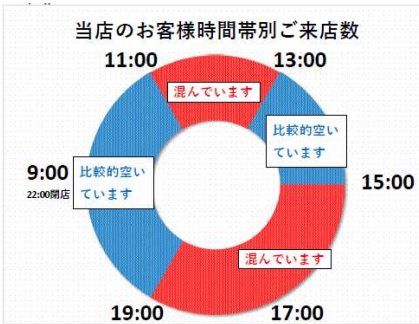 当店のお客様時間帯別ご来店数
11:00
13:00
混んでいます
比較的空い
ています
9:00
22:00閉店
比較的空い
ています
15:00
混んでいます
19:00
17:00